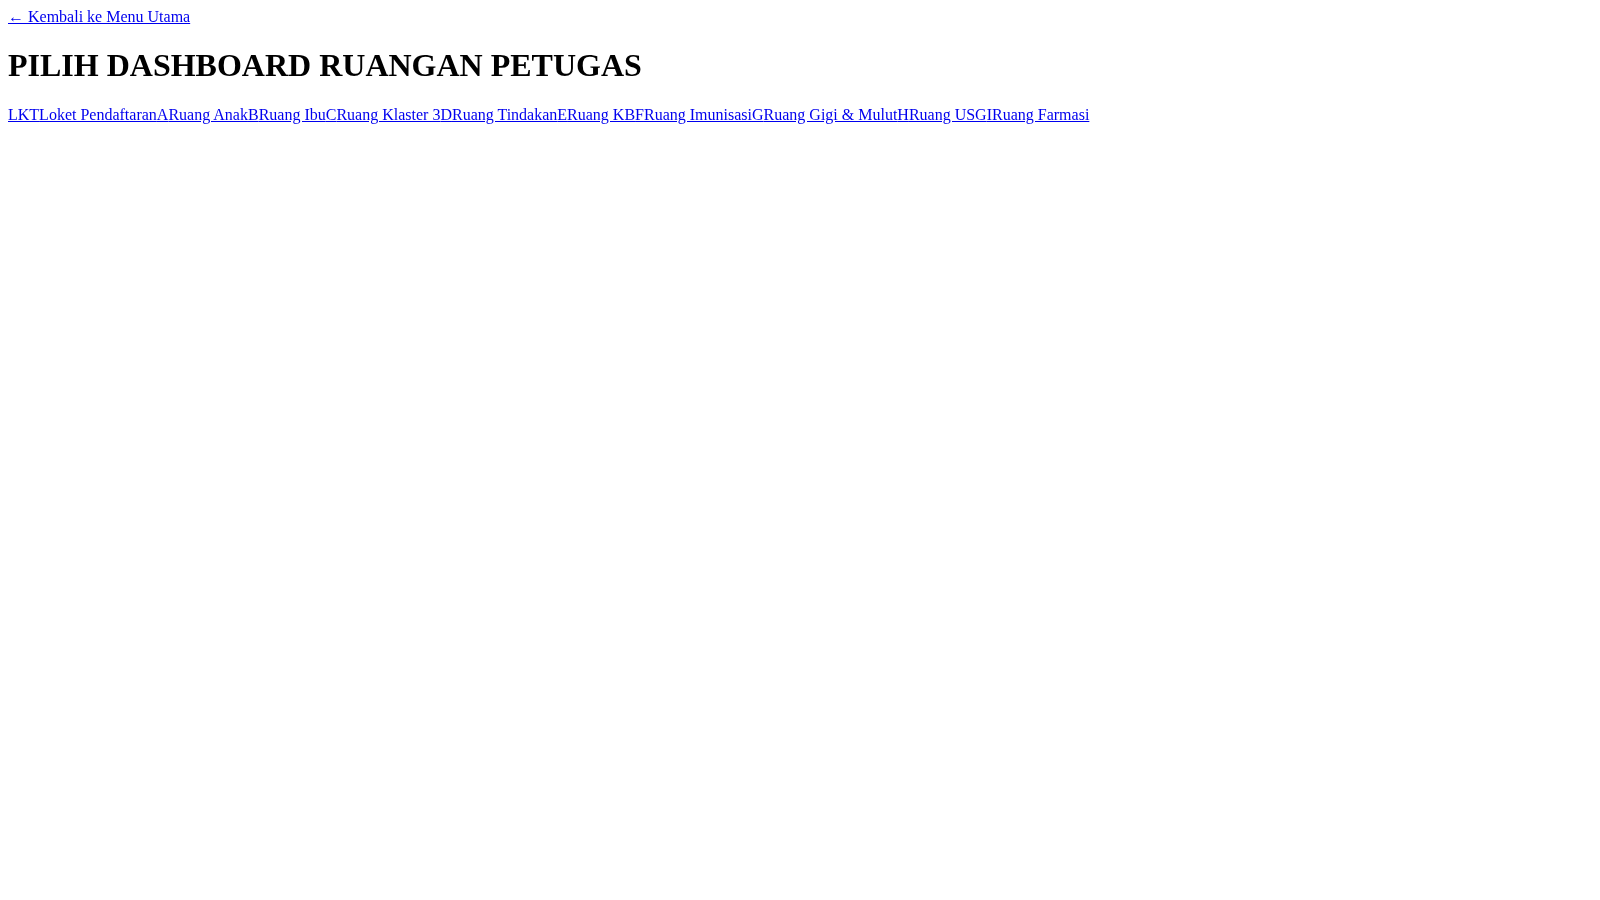 ← Kembali ke Menu Utama
PILIH DASHBOARD RUANGAN PETUGAS
LKTLoket PendaftaranARuang AnakBRuang IbuCRuang Klaster 3DRuang TindakanERuang KBFRuang ImunisasiGRuang Gigi & MulutHRuang USGIRuang Farmasi